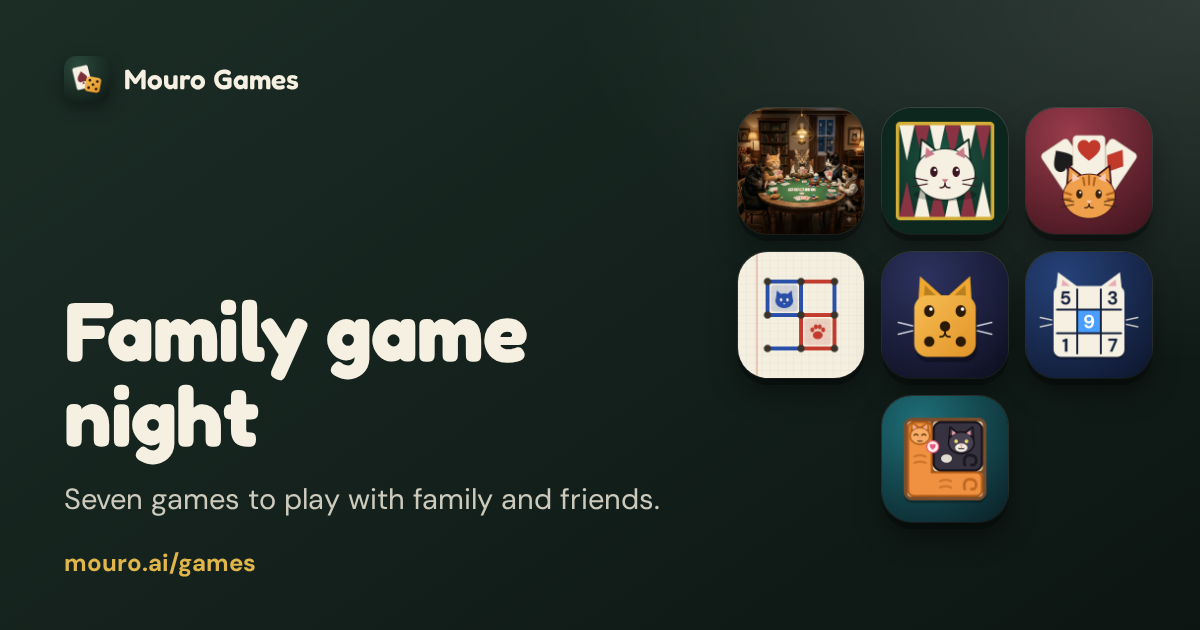 Mouro Games
Family game
night
Seven games to play with family and friends.
mouro.ai/games
5 3
9
1 7